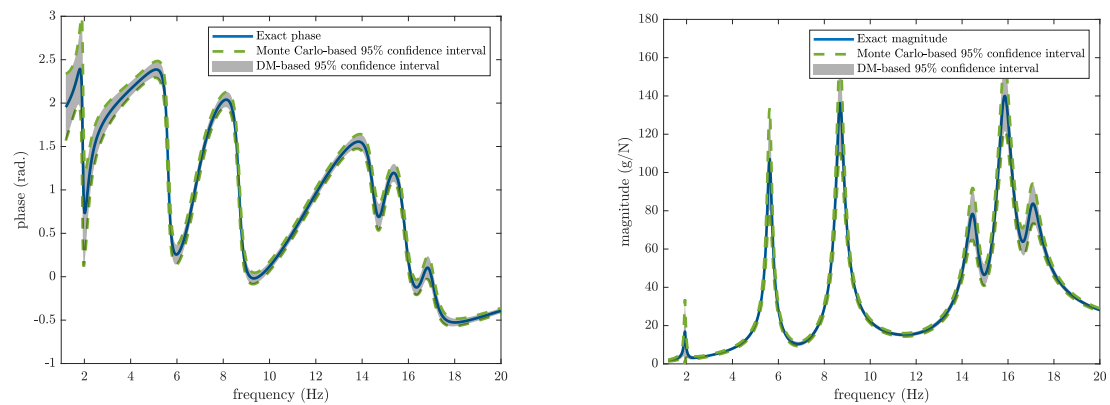 3
2.5
2
1.5
1
0.5
0
-0.5
-1
phase (rad.)
2 4 6 8 10 12 14 16 18 20
frequency (Hz)
Exact phase
Monte Carlo-based 95% confidence interval
DM-based 95% confidence interval
180
160
140
120
100
80
60
40
20
0
magnitude (g/N)
2 4 6 8 10 12 14 16 18 20
frequency (Hz)
Exact magnitude
Monte Carlo-based 95% confidence interval
DM-based 95% confidence interval